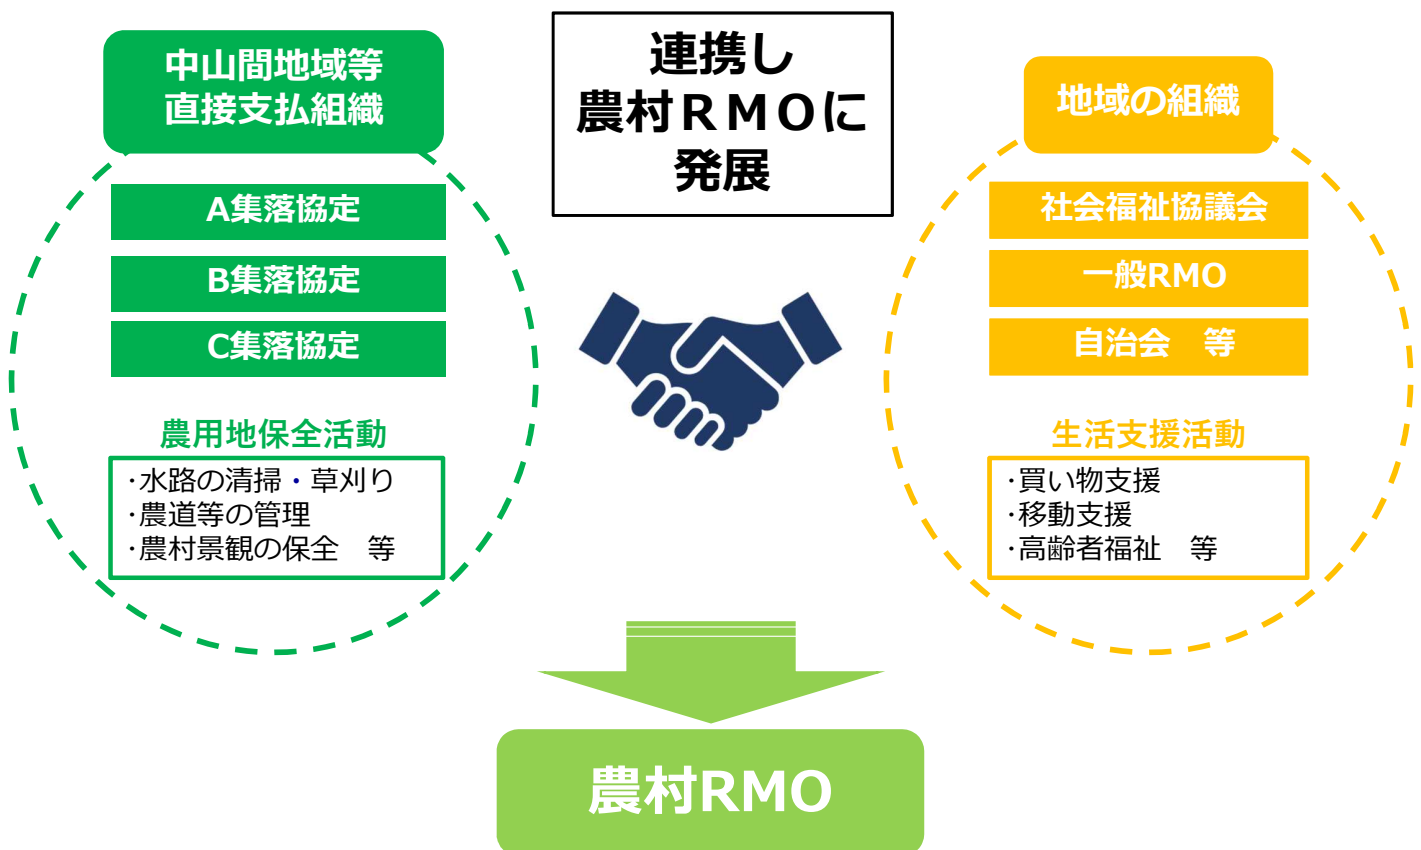 中山間地域等
直接支払組織
A集落協定
B集落協定
C集落協定
農用地保全活動
・水路の清掃・草刈り
・農道等の管理
・農村景観の保全　等
連携し
農村ＲＭＯに
発展
地域の組織
社会福祉協議会
一般RMO
自治会　等
生活支援活動
・買い物支援
・移動支援
・高齢者福祉　等
農村RMO